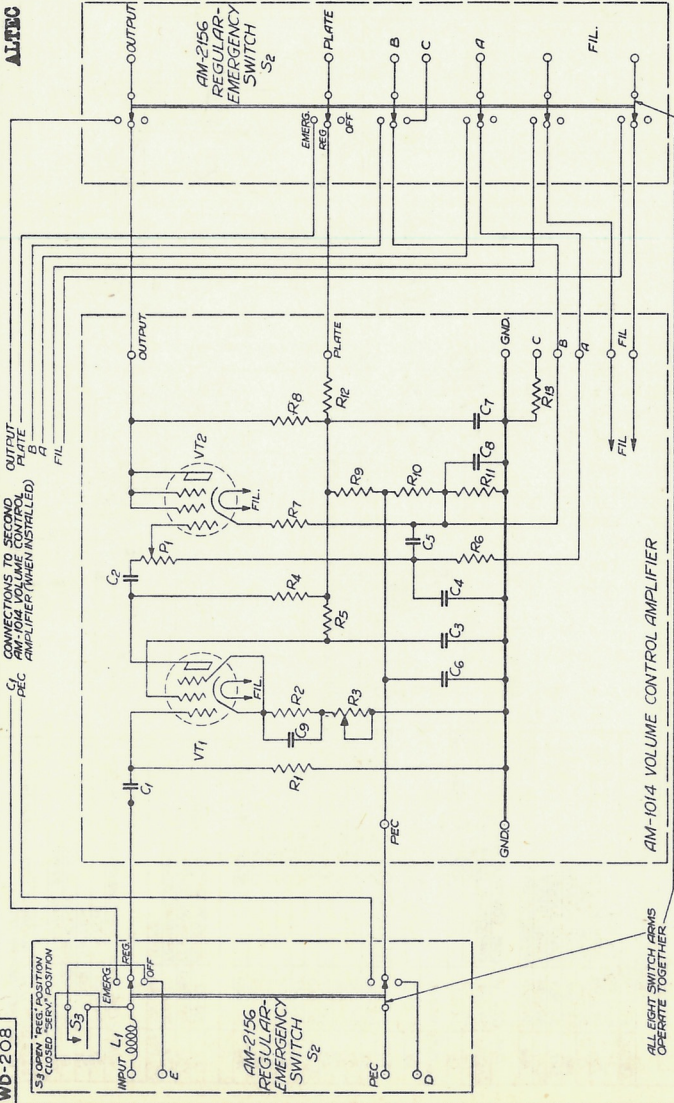 WD-208
ALTEC
S3 OPEN "REG." POSITION
CLOSED "SERV." POSITION
S3
EMERG.
REG.
OFF
INPUT
L1
E
AM-2156
REGULAR-
EMERGENCY
SWITCH
S2
PEC
D
ALL EIGHT SWITCH ARMS
OPERATE TOGETHER
C1
PEC
CONNECTIONS TO SECOND
AM-1014 VOLUME CONTROL
AMPLIFIER (WHEN INSTALLED)
OUTPUT
PLATE
B
A
FIL
C1
VT1
FIL.
R1
C9
R2
R3
C2
P1
VT2
FIL.
R4
R5
R7
R8
R12
R9
R10
R11
C5
C4
C3
C6
R6
C8
C7
R13
PEC
GND.
OUTPUT
PLATE
GND.
C
B
A
FIL
FIL
AM-1014 VOLUME CONTROL AMPLIFIER
AM-2156
REGULAR-
EMERGENCY
SWITCH
S2
OUTPUT
EMERG.
REG.
OFF
PLATE
B
C
A
FIL.